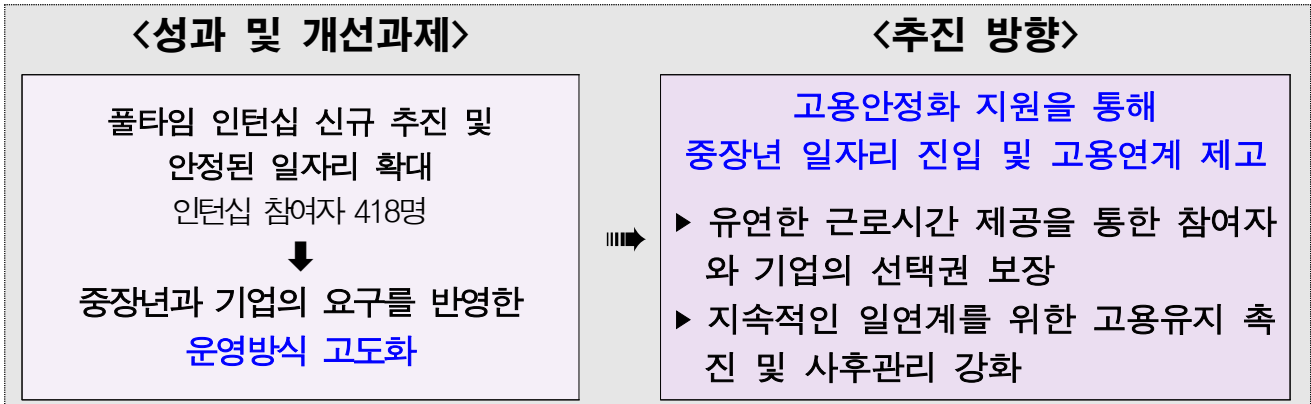 <성과 및 개선과제>
풀타임 인턴십 신규 추진 및
안정된 일자리 확대
인턴십 참여자 418명
⬇
중장년과 기업의 요구를 반영한
운영방식 고도화
<추진 방향>
고용안정화 지원을 통해
중장년 일자리 진입 및 고용연계 제고
▶ 유연한 근로시간 제공을 통한 참여자
와 기업의 선택권 보장
▶ 지속적인 일연계를 위한 고용유지 촉
진 및 사후관리 강화